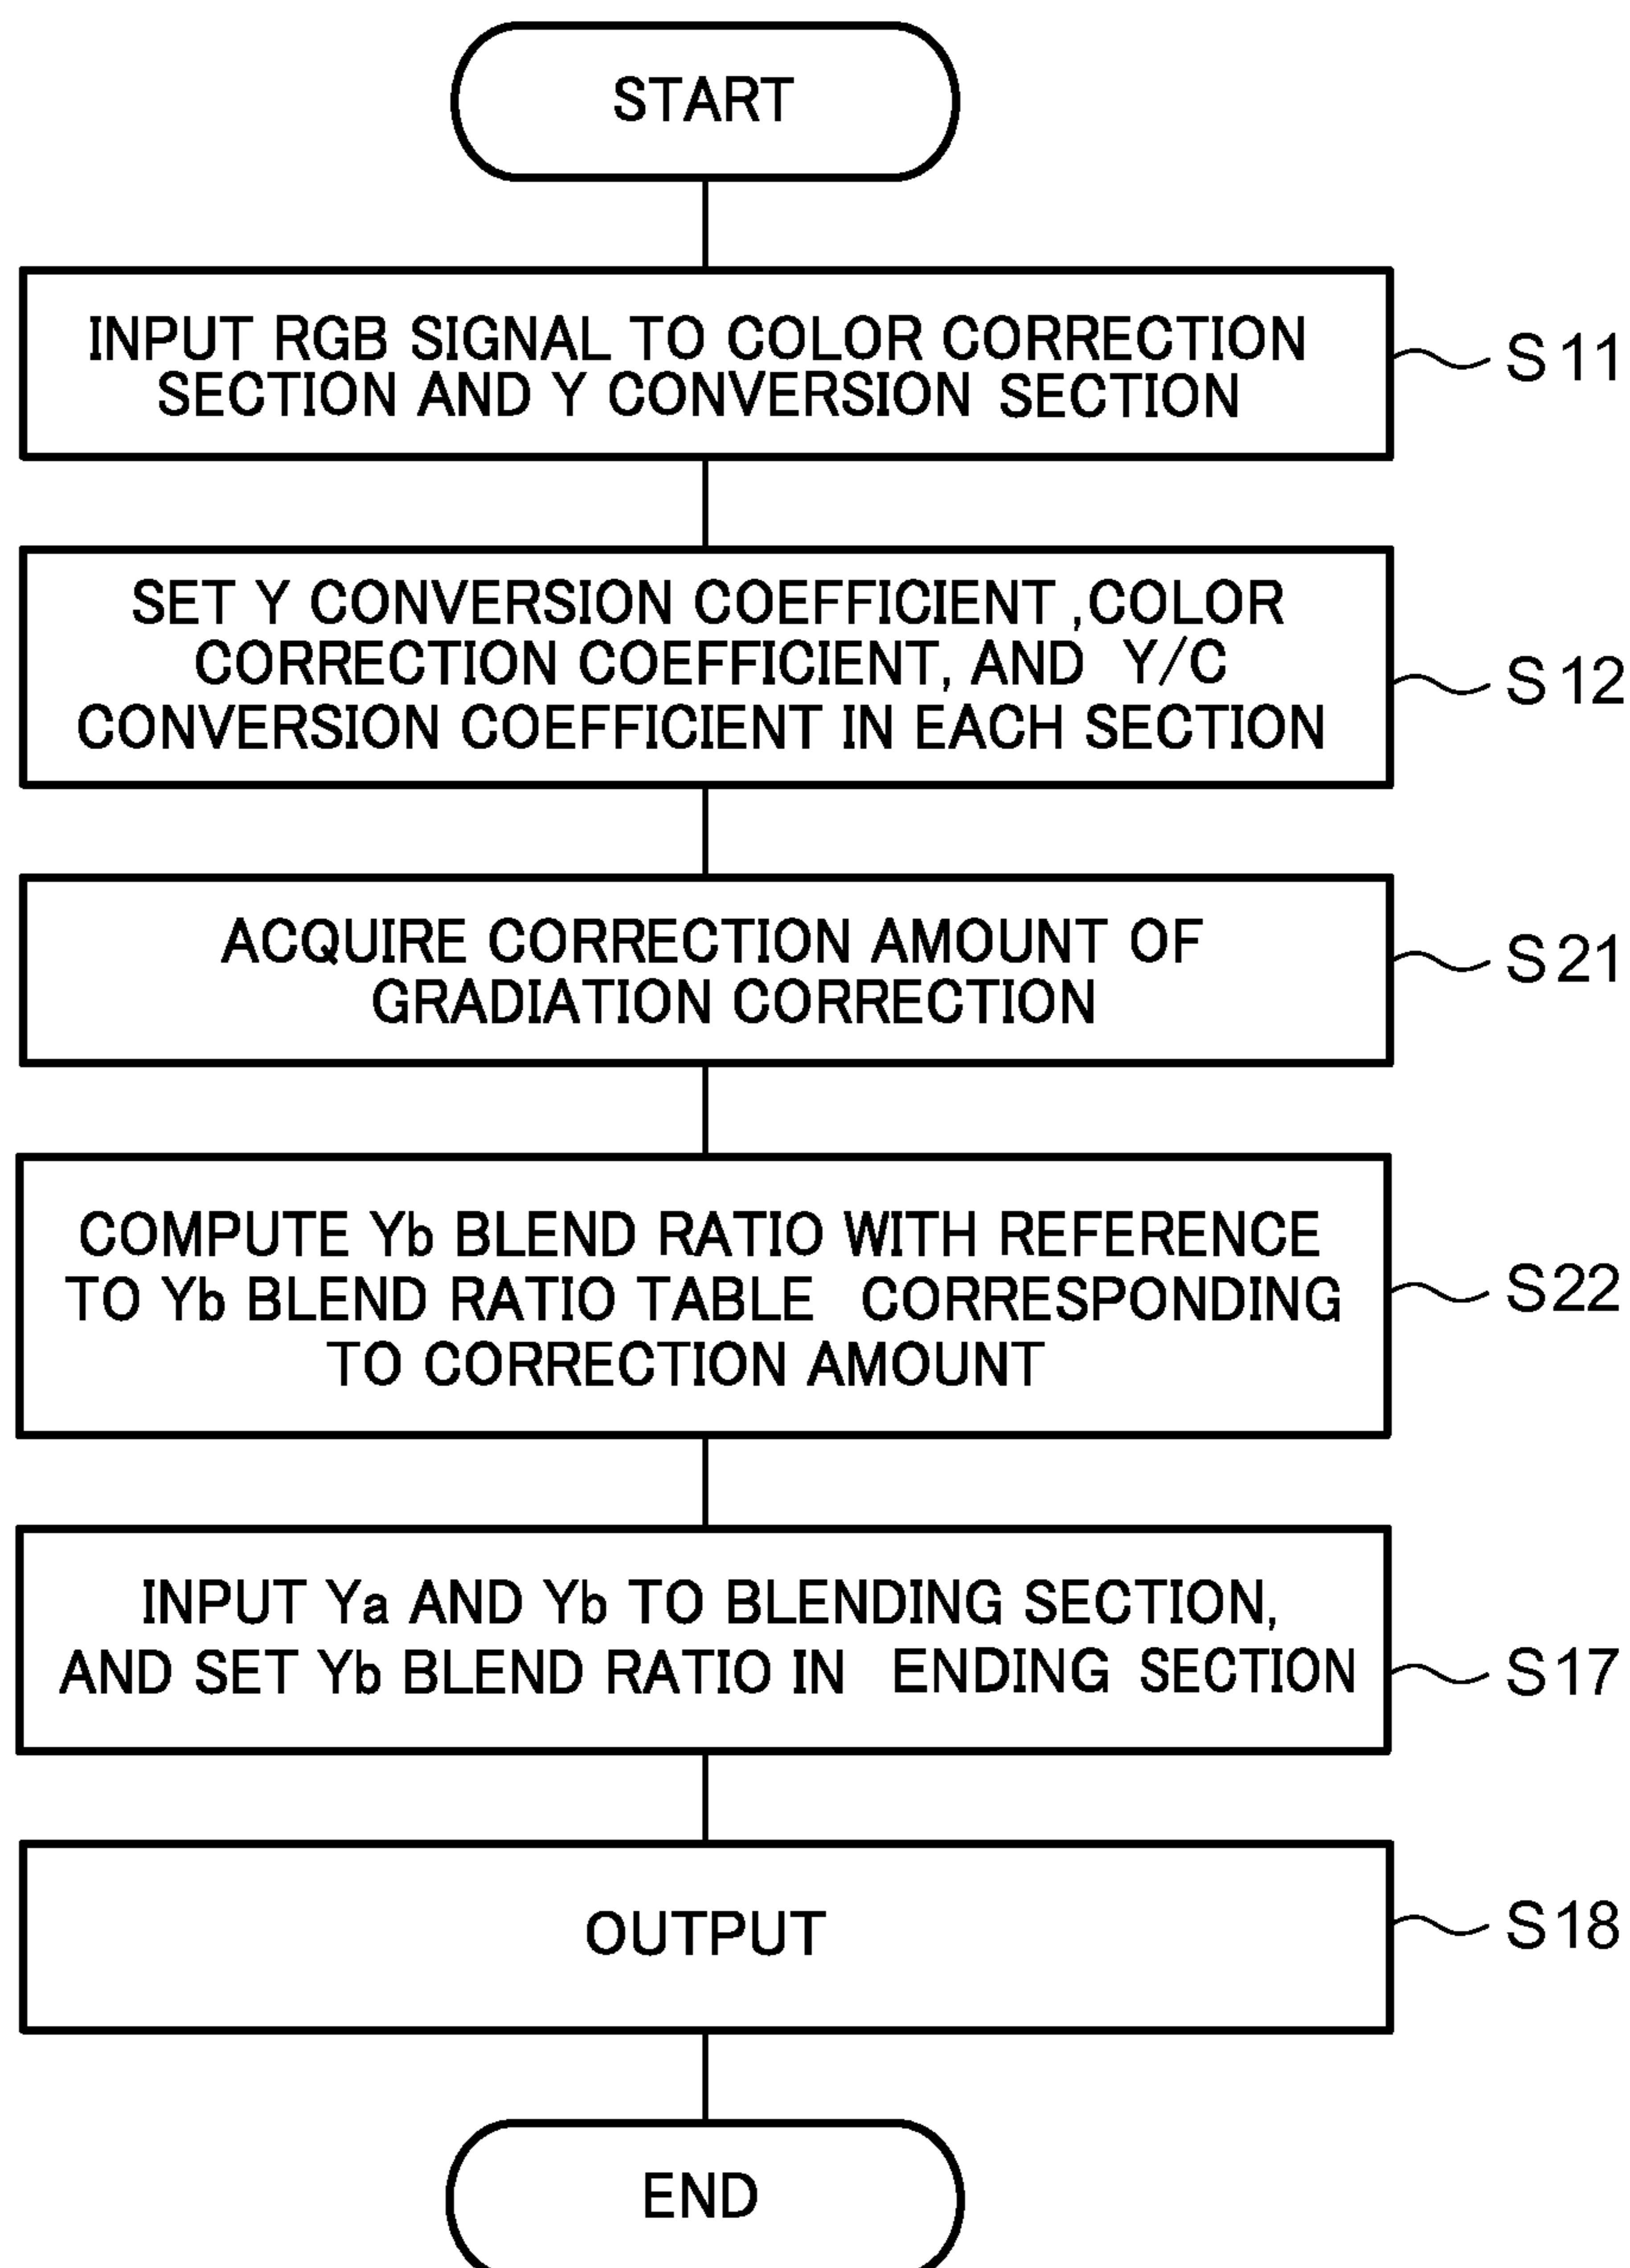 START
INPUT RGB SIGNAL TO COLOR CORRECTION
SECTION AND Y CONVERSION SECTION
S11
SET Y CONVERSION COEFFICIENT ,COLOR
CORRECTION COEFFICIENT, AND Y/C
CONVERSION COEFFICIENT IN EACH SECTION
S12
ACQUIRE CORRECTION AMOUNT OF
GRADIATION CORRECTION
S21
COMPUTE Yb BLEND RATIO WITH REFERENCE
TO Yb BLEND RATIO TABLE CORRESPONDING
TO CORRECTION AMOUNT
S22
INPUT Ya AND Yb TO BLENDING SECTION,
AND SET Yb BLEND RATIO IN ENDING SECTION
S17
OUTPUT
S18
END